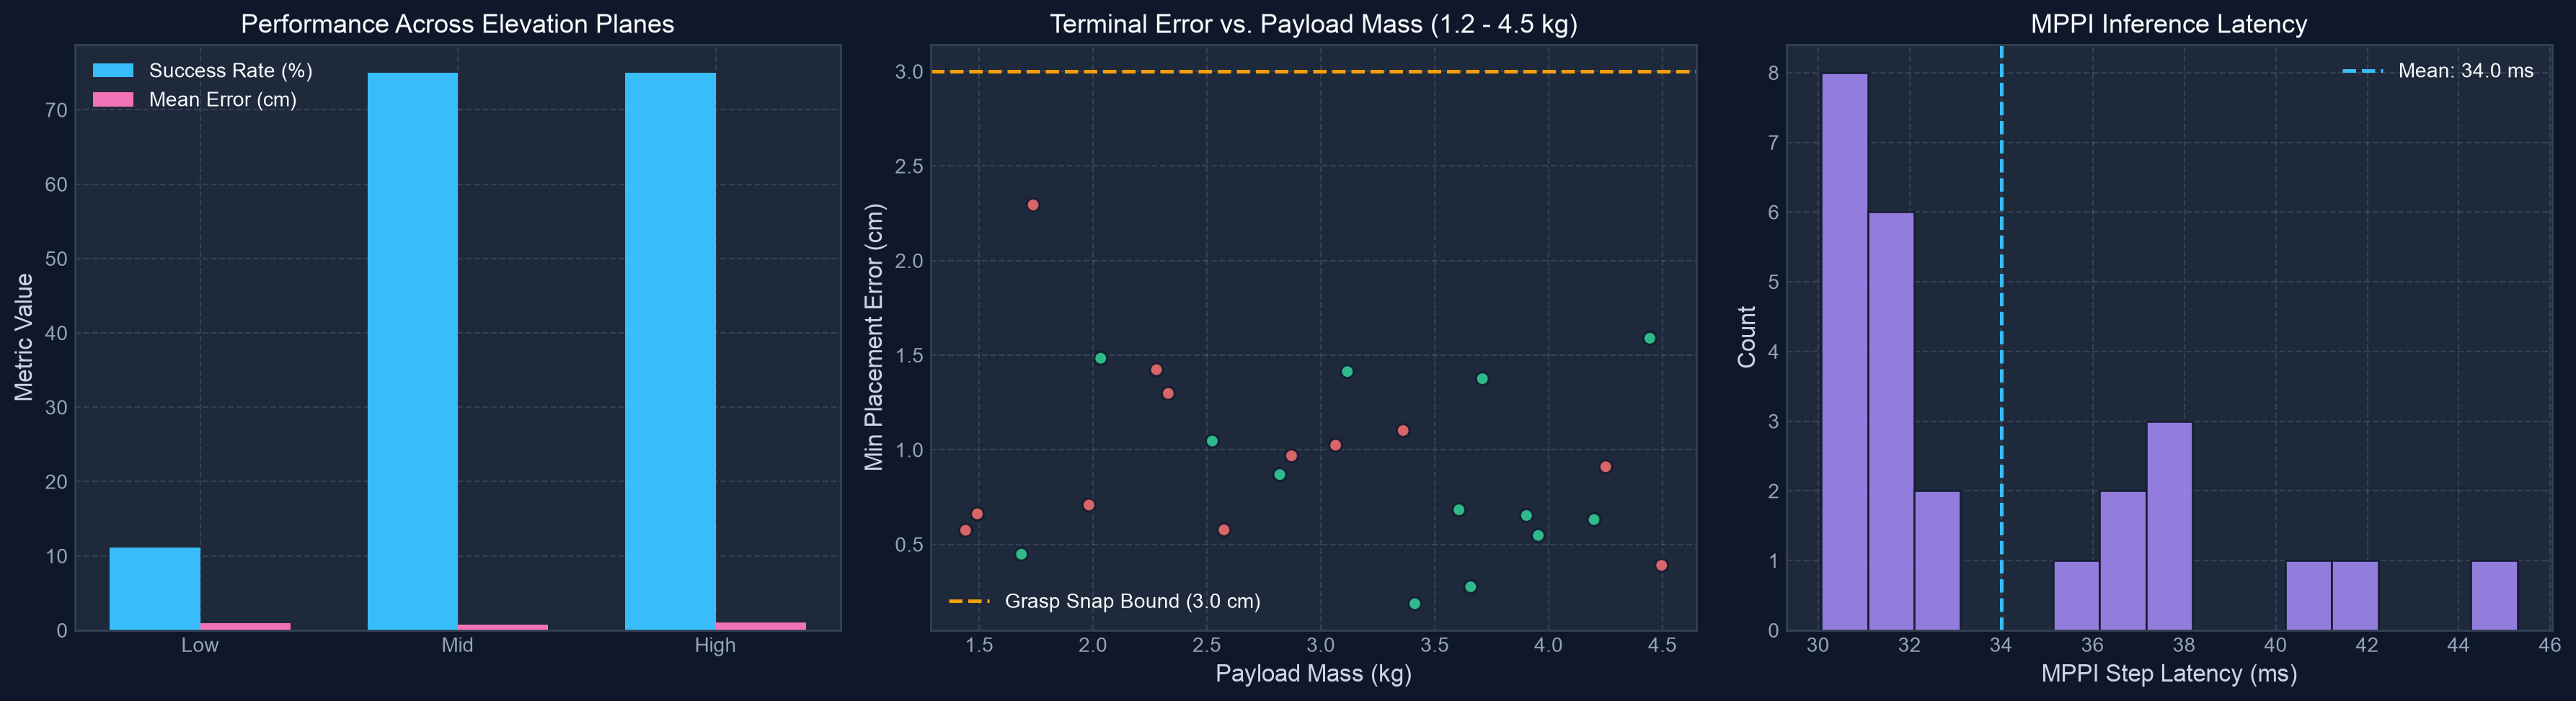 Performance Across Elevation Planes
Success Rate (%)
Mean Error (cm)
Metric Value
70
60
50
40
30
20
10
0
Low Mid High
Terminal Error vs. Payload Mass (1.2 - 4.5 kg)
Min Placement Error (cm)
3.0
2.5
2.0
1.5
1.0
0.5
Grasp Snap Bound (3.0 cm)
1.5 2.0 2.5 3.0 3.5 4.0 4.5
Payload Mass (kg)
MPPI Inference Latency
Mean: 34.0 ms
Count
8
7
6
5
4
3
2
1
0
30 32 34 36 38 40 42 44 46
MPPI Step Latency (ms)